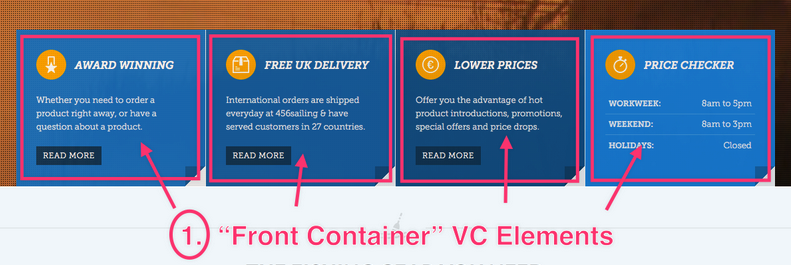 AWARD WINNING
Whether you need to order a
product right away, or have a
question about a product.
READ MORE
FREE UK DELIVERY
International orders are shipped
everyday at 456sailing & have
served customers in 27 countries.
READ MORE
LOWER PRICES
Offer you the advantage of hot
product introductions, promotions,
special offers and price drops.
READ MORE
PRICE CHECKER
WORKWEEK: 8am to 5pm
WEEKEND: 8am to 3pm
HOLIDAYS: Closed
1. “Front Container” VC Elements